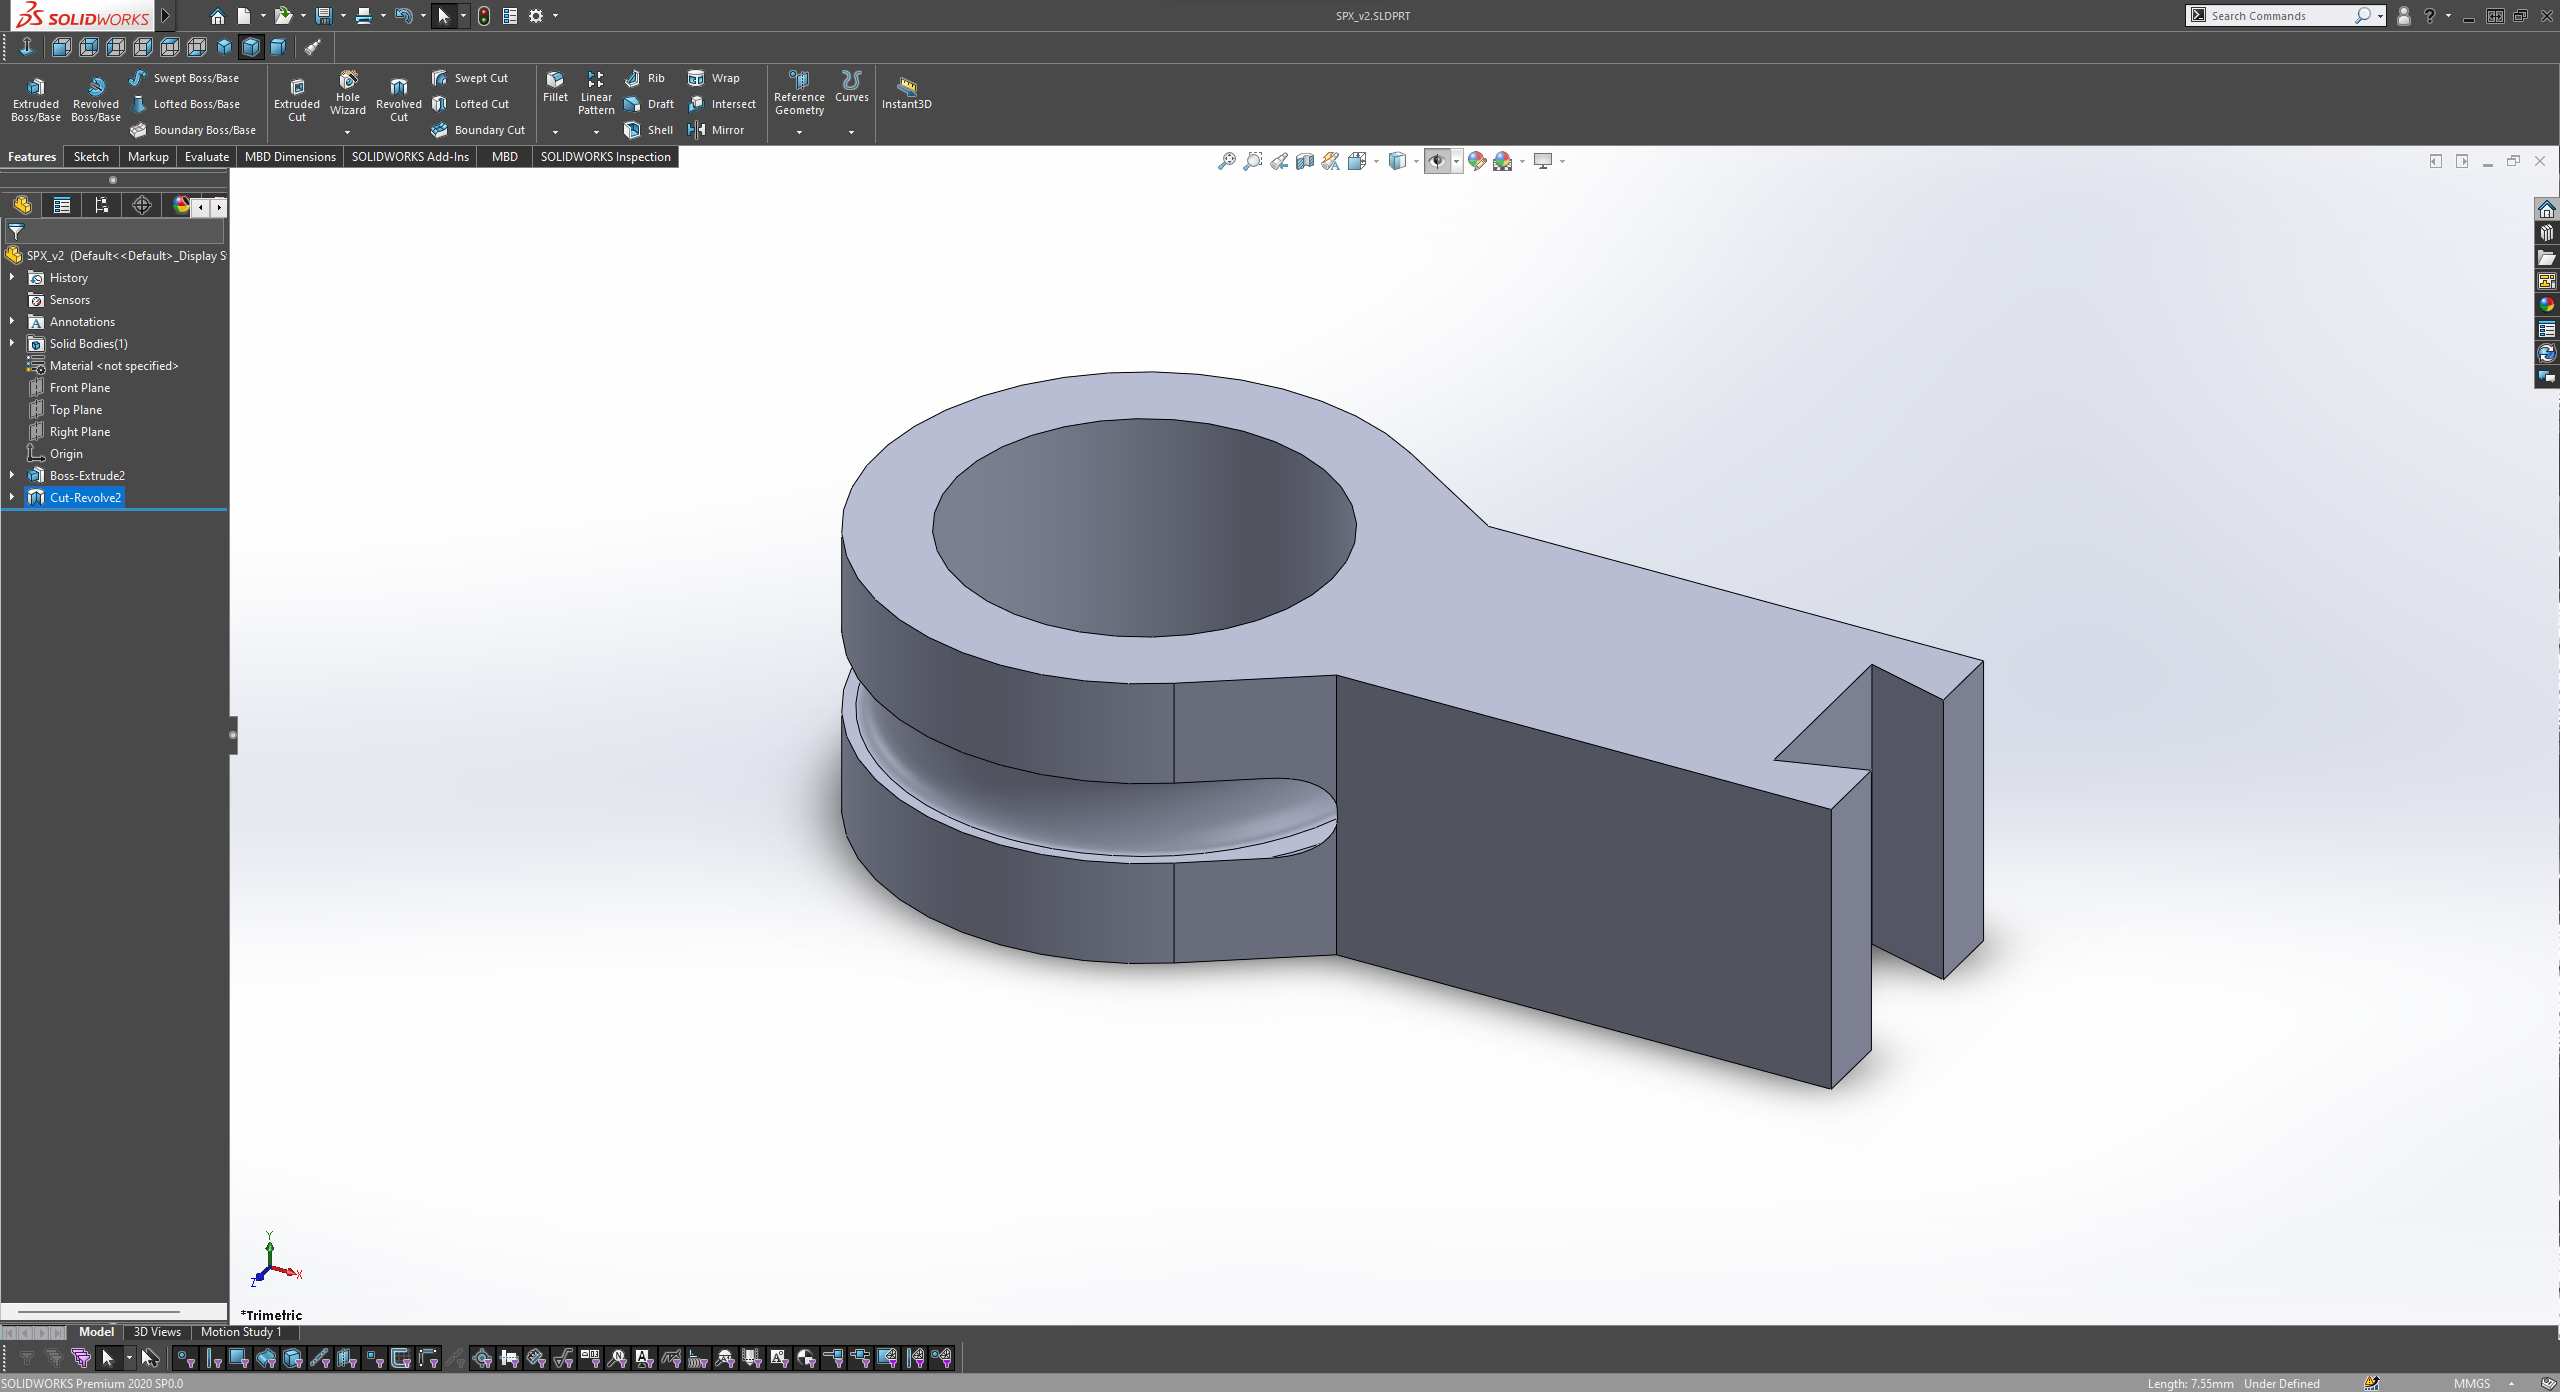 SOLIDWORKS
SPX_v2.SLDPRT
Search Commands
Extruded Boss/Base
Revolved Boss/Base
Swept Boss/Base
Lofted Boss/Base
Boundary Boss/Base
Extruded Cut
Hole Wizard
Revolved Cut
Swept Cut
Lofted Cut
Boundary Cut
Fillet
Linear Pattern
Rib
Draft
Shell
Wrap
Intersect
Mirror
Reference Geometry
Curves
Instant3D
Features
Sketch
Markup
Evaluate
MBD Dimensions
SOLIDWORKS Add-Ins
MBD
SOLIDWORKS Inspection
SPX_v2 (Default<<Default>_Display S
History
Sensors
Annotations
Solid Bodies(1)
Material <not specified>
Front Plane
Top Plane
Right Plane
Origin
Boss-Extrude2
Cut-Revolve2
Y
X
Z
*Trimetric
Model
3D Views
Motion Study 1
SOLIDWORKS Premium 2020 SP0.0
Length: 7.55mm
Under Defined
MMGS